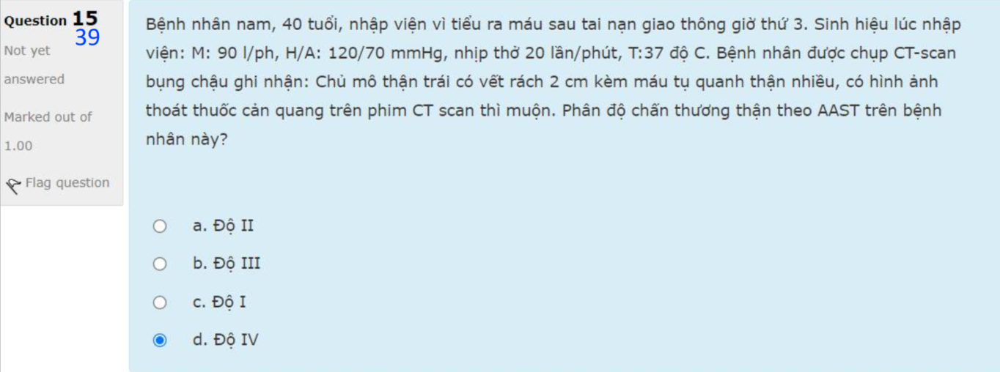 Question 15
39
Not yet
answered
Marked out of
1.00
Flag question
Bệnh nhân nam, 40 tuổi, nhập viện vì tiểu ra máu sau tai nạn giao thông giờ thứ 3. Sinh hiệu lúc nhập
viện: M: 90 l/ph, H/A: 120/70 mmHg, nhịp thở 20 lần/phút, T:37 độ C. Bệnh nhân được chụp CT-scan
bụng chậu ghi nhận: Chủ mô thận trái có vết rách 2 cm kèm máu tụ quanh thận nhiều, có hình ảnh
thoát thuốc cản quang trên phim CT scan thì muộn. Phân độ chấn thương thận theo AAST trên bệnh
nhân này?
a. Độ II
b. Độ III
c. Độ I
d. Độ IV